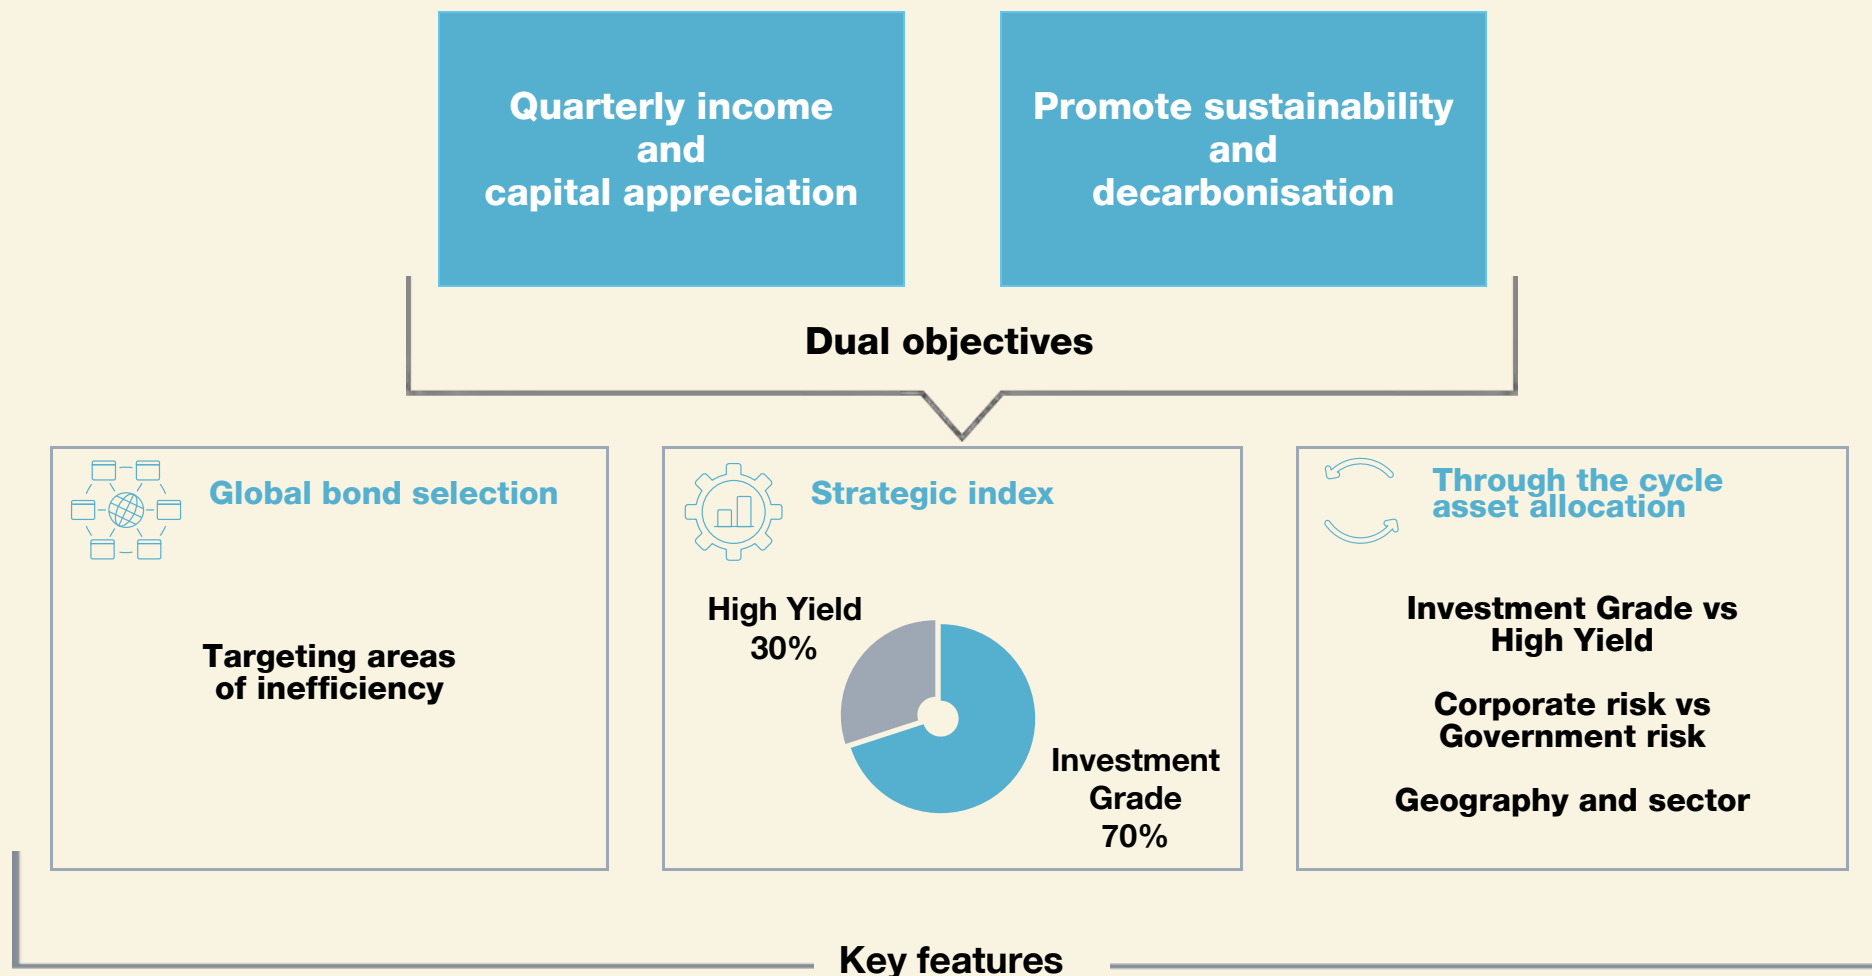 Quarterly income
and
capital appreciation
Promote sustainability
and
decarbonisation
Dual objectives
Global bond selection
Targeting areas
of inefficiency
Strategic index
High Yield
30%
Investment
Grade
70%
Through the cycle
asset allocation
Investment Grade vs
High Yield
Corporate risk vs
Government risk
Geography and sector
Key features